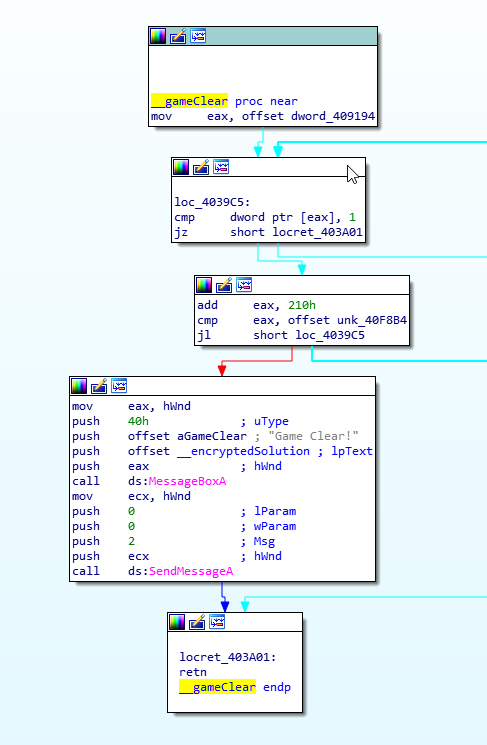 __gameClear proc near
mov eax, offset dword_409194
loc_4039C5:
cmp dword ptr [eax], 1
jz short locret_403A01
add eax, 210h
cmp eax, offset unk_40F8B4
jl short loc_4039C5
mov eax, hWnd
push 40h ; uType
push offset aGameClear ; "Game Clear!"
push offset __encryptedSolution ; lpText
push eax ; hWnd
call ds:MessageBoxA
mov ecx, hWnd
push 0 ; lParam
push 0 ; wParam
push 2 ; Msg
push ecx ; hWnd
call ds:SendMessageA
locret_403A01:
retn
__gameClear endp